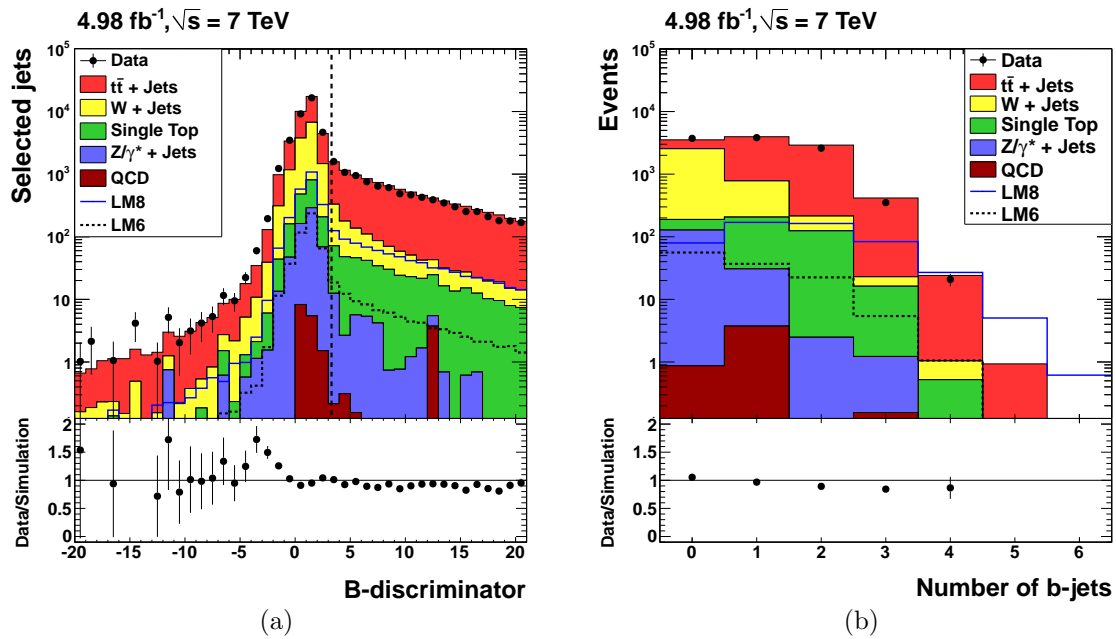 4.98 fb⁻¹,√s = 7 TeV
Selected jets
10⁵
10⁴
10³
10²
10
1
Data
tt̄ + Jets
W + Jets
Single Top
Z/γ* + Jets
QCD
LM8
LM6
Data/Simulation
2
1.5
1
0.5
0
-20 -15 -10 -5 0 5 10 15 20
B-discriminator
(a)
4.98 fb⁻¹,√s = 7 TeV
Events
10⁵
10⁴
10³
10²
10
1
Data
tt̄ + Jets
W + Jets
Single Top
Z/γ* + Jets
QCD
LM8
LM6
Data/Simulation
2
1.5
1
0.5
0
0 1 2 3 4 5 6
Number of b-jets
(b)